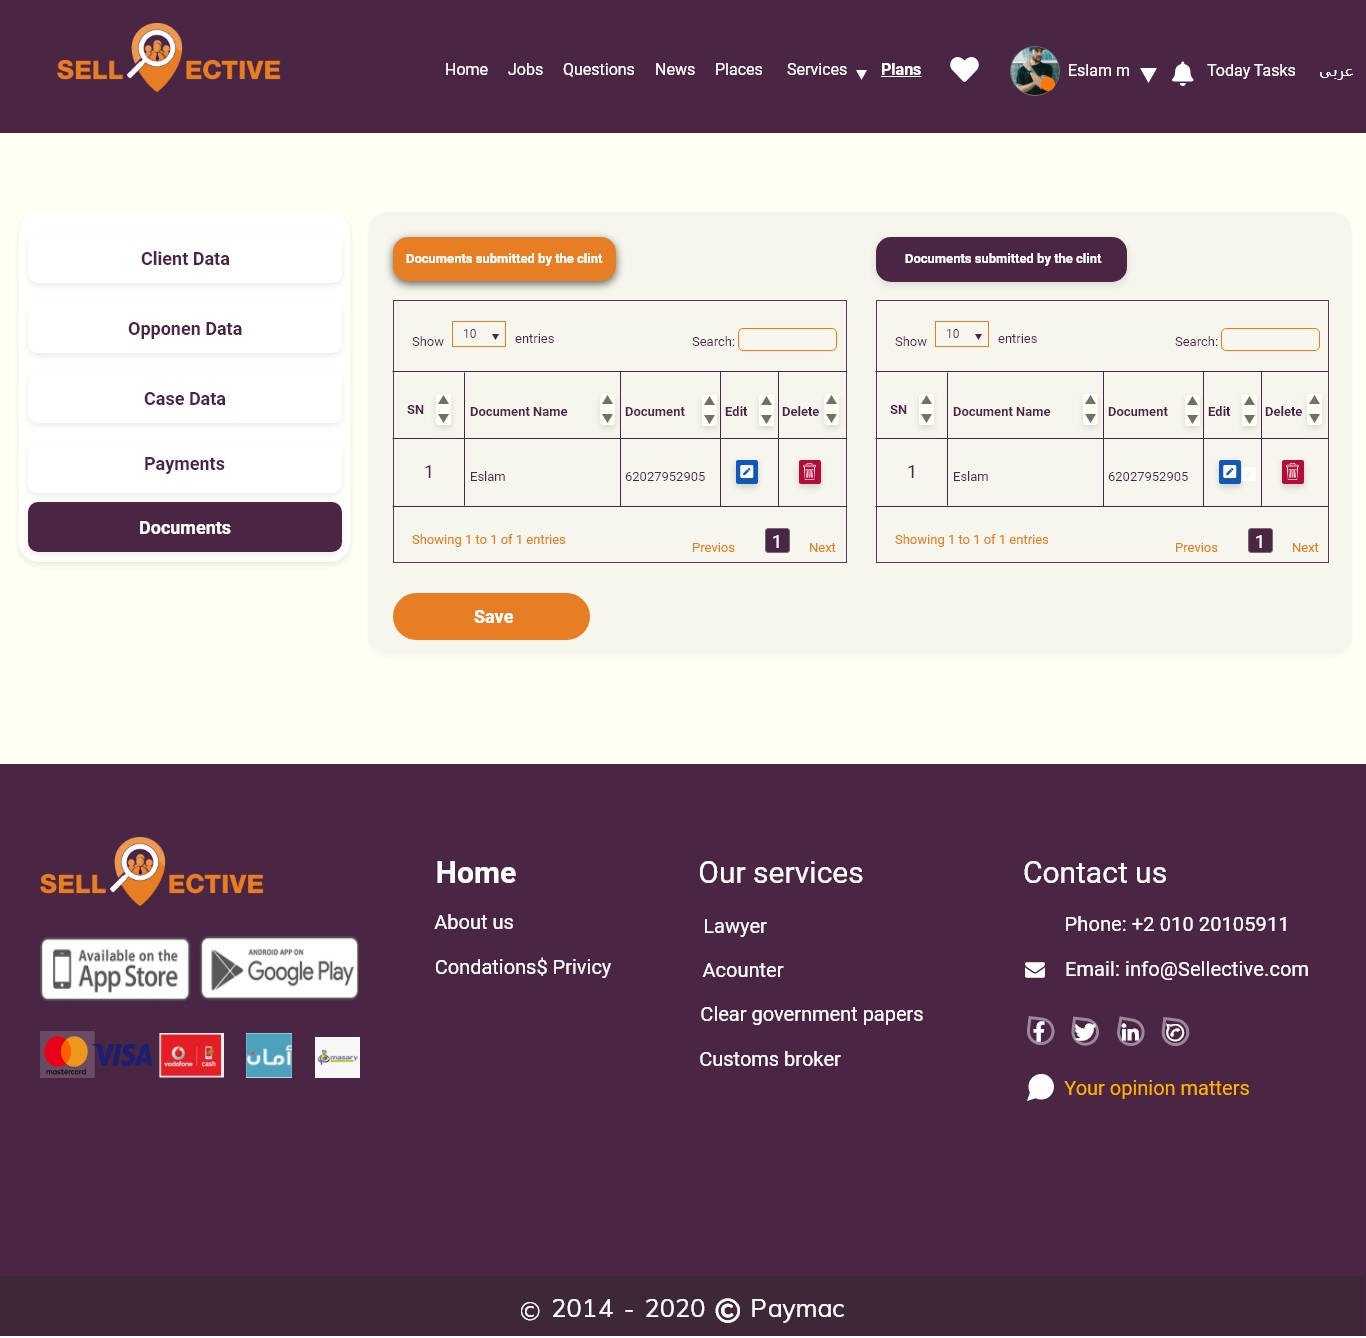 SELL ECTIVE
Home Jobs Questions News Places Services Plans Eslam m Today Tasks عربى
Client Data
Opponen Data
Case Data
Payments
Documents
Documents submitted by the clint
Documents submitted by the clint
Show 10 entries Search:
Show 10 entries Search:
SN Document Name Document Edit Delete
SN Document Name Document Edit Delete
1 Eslam 62027952905
1 Eslam 62027952905
Showing 1 to 1 of 1 entries Previos 1 Next
Showing 1 to 1 of 1 entries Previos 1 Next
Save
SELL ECTIVE
Available on the
App Store
ANDROID APP ON
Google Play
mastercard
VISA
vodafone cash
أمان
masary
Home
About us
Condations$ Privicy
Our services
Lawyer
Acounter
Clear government papers
Customs broker
Contact us
Phone: +2 010 20105911
Email: info@Sellective.com
Your opinion matters
© 2014 - 2020 © Paymac